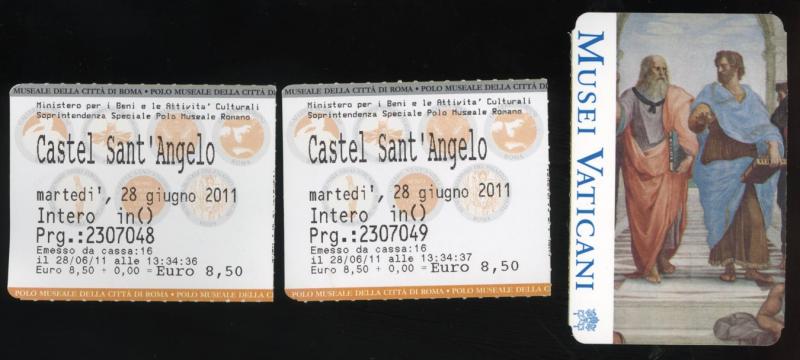 MUSEALE DELLA CITTÀ DI ROMA • POLO MUSEALE DELLA CITTÀ DI ROMA
Ministero per i Beni e le Attivita' Culturali
Soprintendenza Speciale Polo Museale Romano
Castel Sant'Angelo
martedi', 28 giugno 2011
Intero in()
Prg.:2307048
Emesso da cassa:16
il 28/06/11 alle 13:34:36
Euro 8,50 + 0,00 = Euro 8,50
POLO MUSEALE DELLA CITTÀ DI ROMA • POLO MUSEALE DELLA CITTÀ DI ROMA
MUSEALE DELLA CITTÀ DI ROMA • POLO MUSEALE DELLA CITTÀ DI ROMA
Ministero per i Beni e le Attivita' Culturali
Soprintendenza Speciale Polo Museale Romano
Castel Sant'Angelo
martedi', 28 giugno 2011
Intero in()
Prg.:2307049
Emesso da cassa:16
il 28/06/11 alle 13:34:37
Euro 8,50 + 0,00 = Euro 8,50
POLO MUSEALE DELLA CITTÀ DI ROMA • POLO MUSEALE DELLA CITTÀ DI ROMA
MUSEI VATICANI